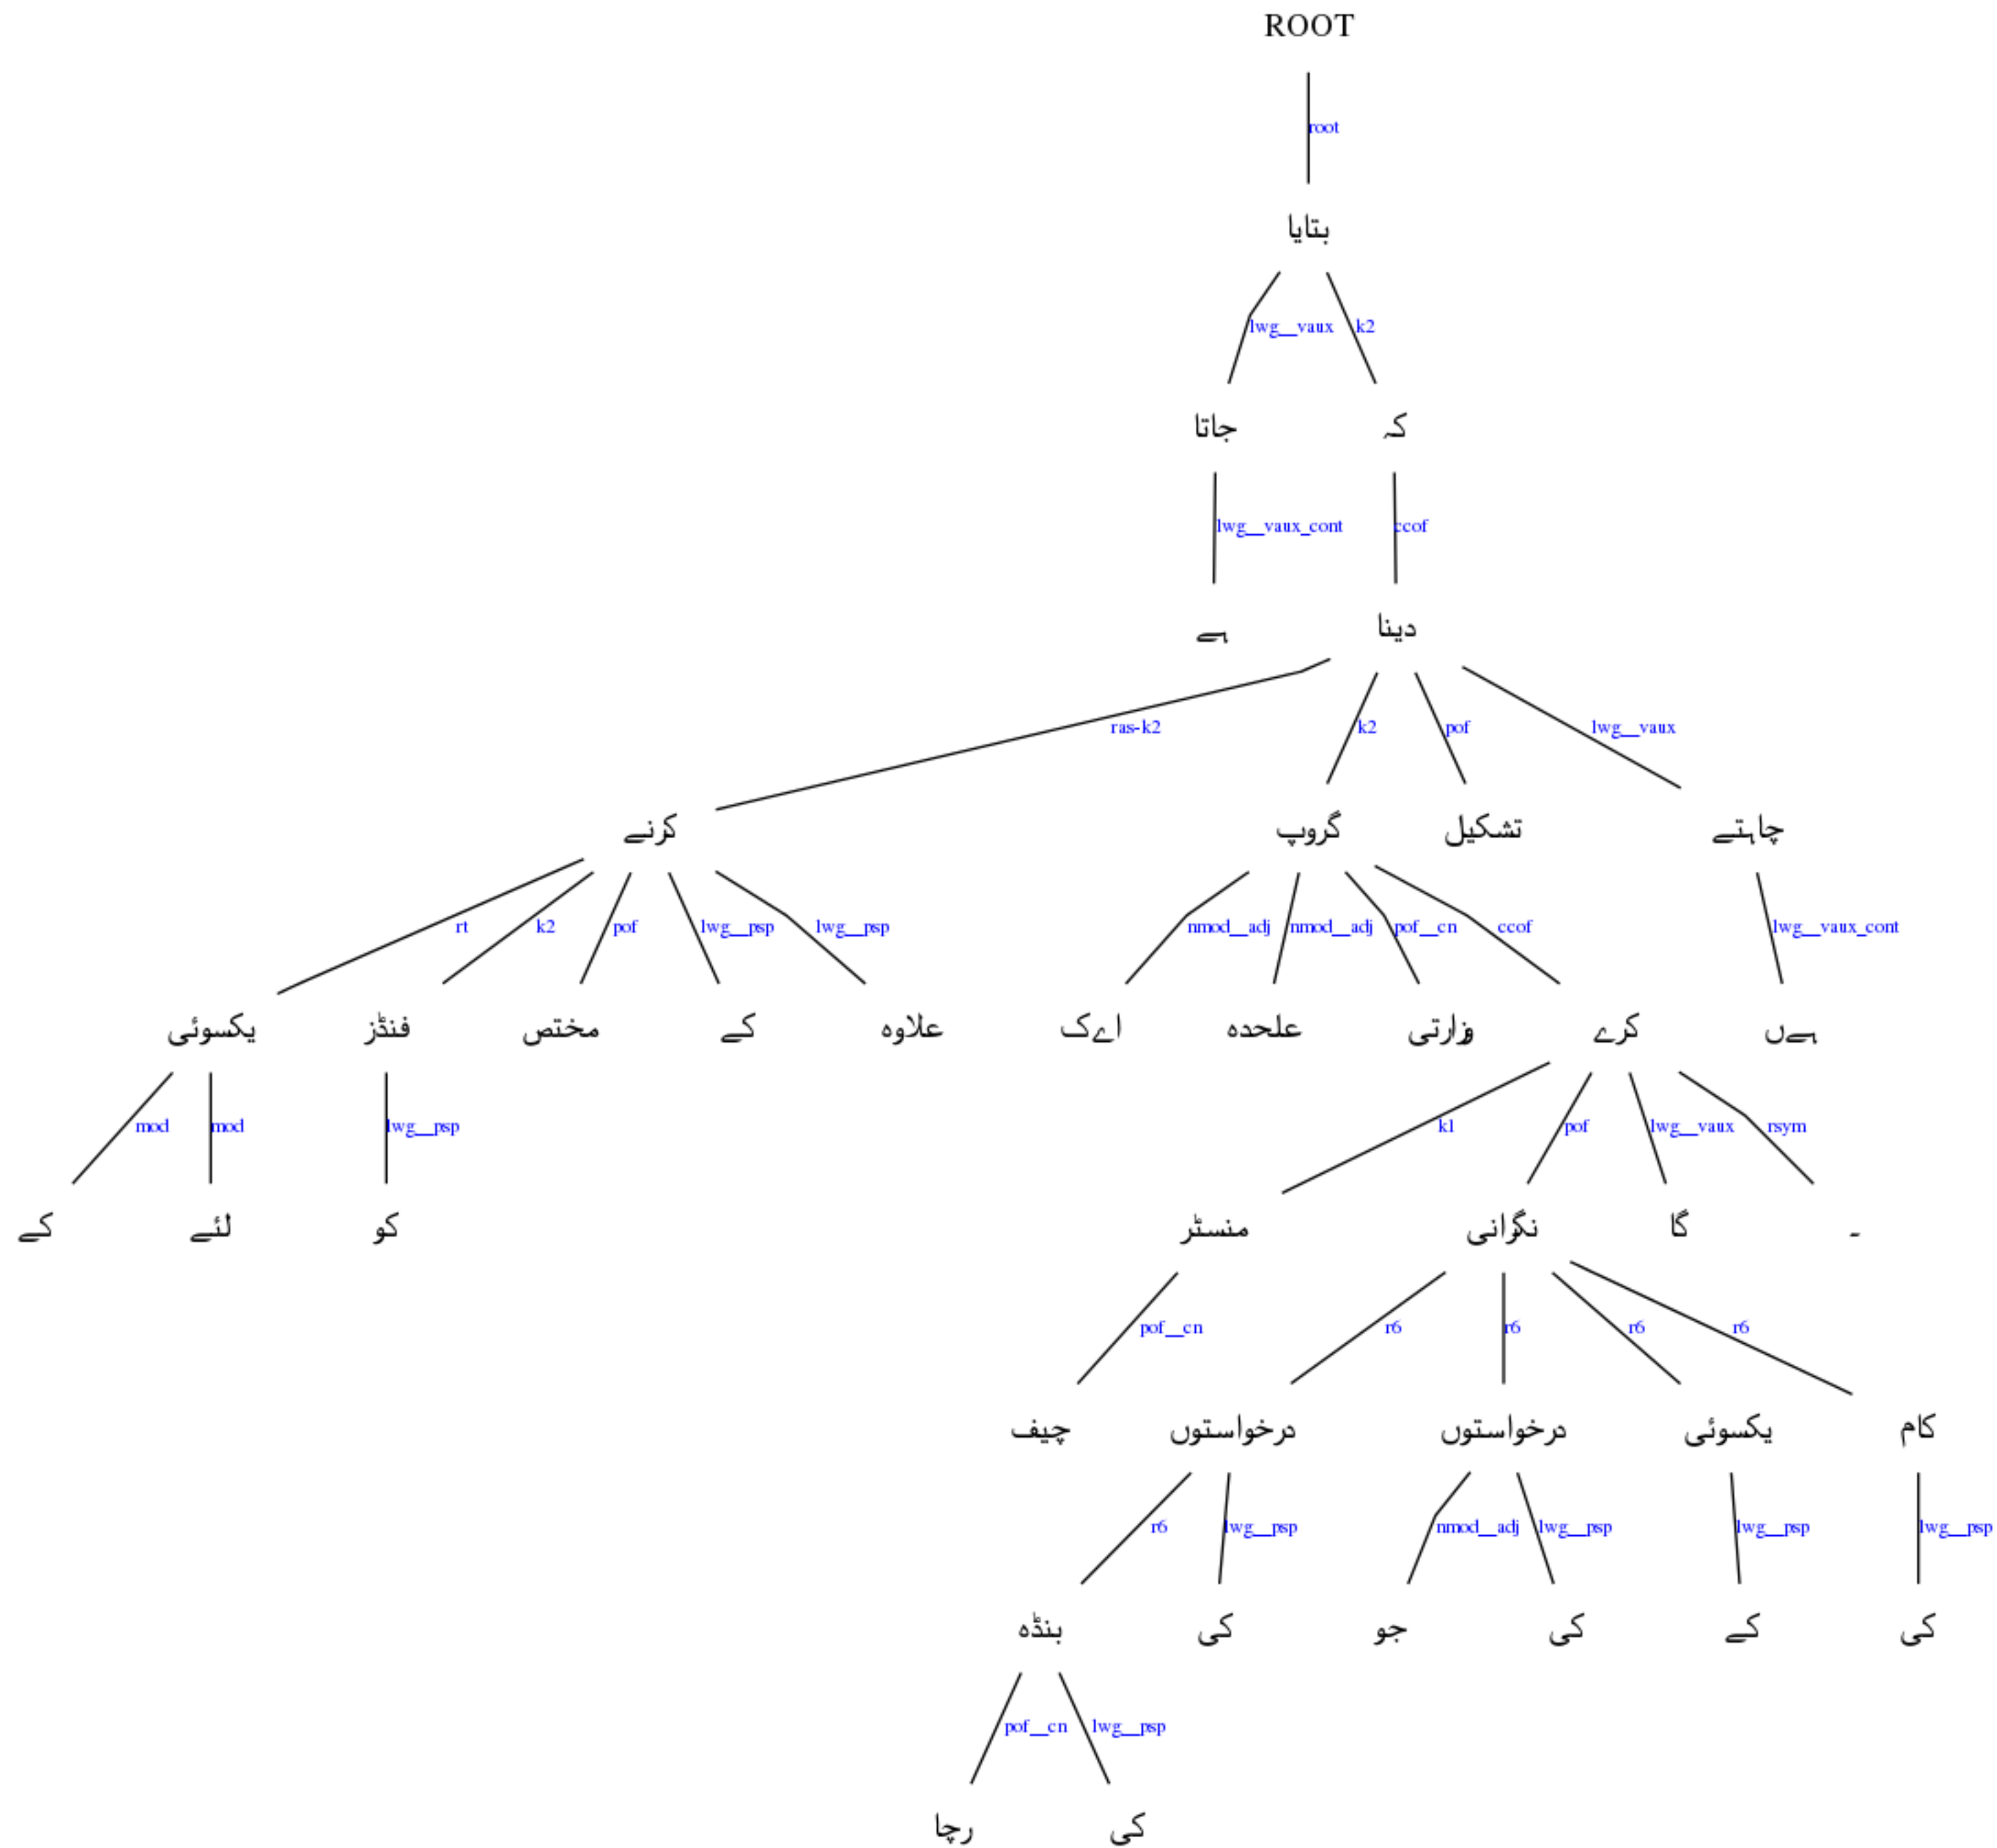 ROOT
root
بتایا
lwg__vaux k2
جاتا کہ
lwg__vaux_cont ccof
ہے دینا
ras-k2 k2 pof lwg__vaux
کرنے گروپ تشکیل چاہتے
rt k2 pof lwg__psp lwg__psp nmod__adj nmod__adj pof__cn ccof lwg__vaux_cont
یکسوئی فنڈز مختص کے علاوہ اےک علحدہ وزارتی کرے ہےں
mod mod lwg__psp k1 pof lwg__vaux rsym
کے لئے کو منسٹر نگرانی گا ۔
pof__cn r6 r6 r6 r6
چیف درخواستوں درخواستوں یکسوئی کام
r6 lwg__psp nmod__adj lwg__psp lwg__psp lwg__psp
بنڈہ کی جو کی کے کی
pof__cn lwg__psp
رچا کی